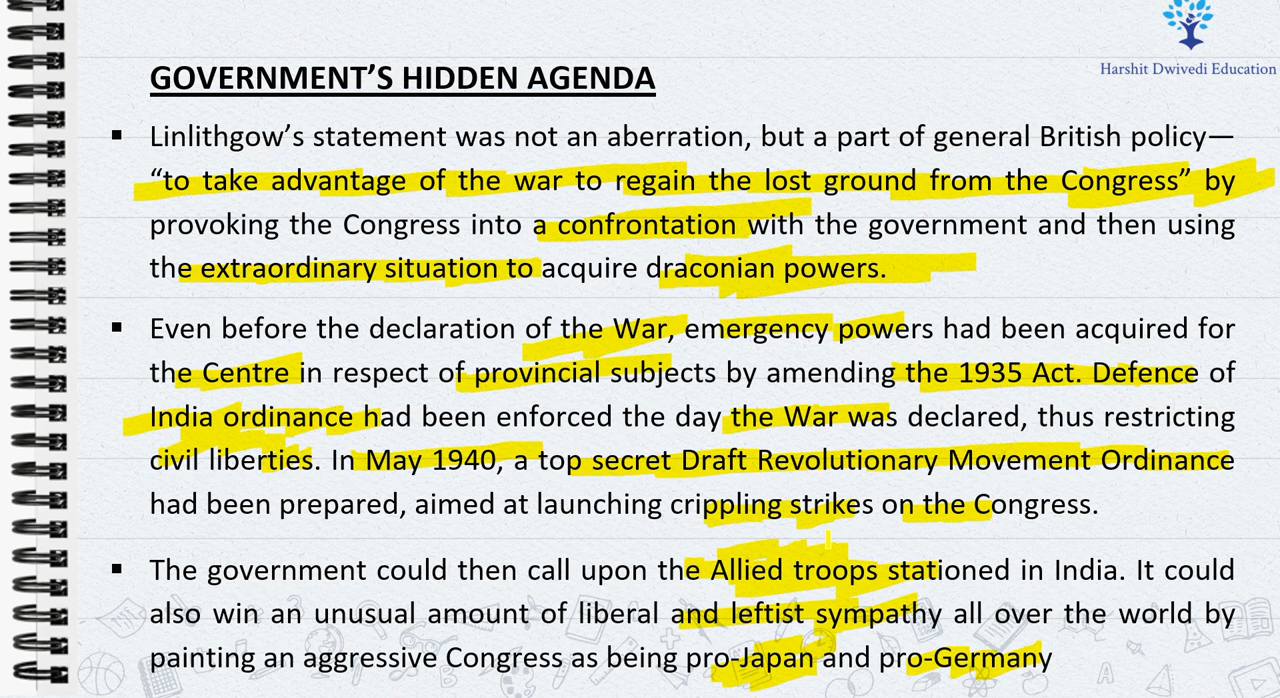 Harshit Dwivedi Education
GOVERNMENT’S HIDDEN AGENDA
▪ Linlithgow’s statement was not an aberration, but a part of general British policy—
“to take advantage of the war to regain the lost ground from the Congress” by
provoking the Congress into a confrontation with the government and then using
the extraordinary situation to acquire draconian powers.
▪ Even before the declaration of the War, emergency powers had been acquired for
the Centre in respect of provincial subjects by amending the 1935 Act. Defence of
India ordinance had been enforced the day the War was declared, thus restricting
civil liberties. In May 1940, a top secret Draft Revolutionary Movement Ordinance
had been prepared, aimed at launching crippling strikes on the Congress.
▪ The government could then call upon the Allied troops stationed in India. It could
also win an unusual amount of liberal and leftist sympathy all over the world by
painting an aggressive Congress as being pro-Japan and pro-Germany